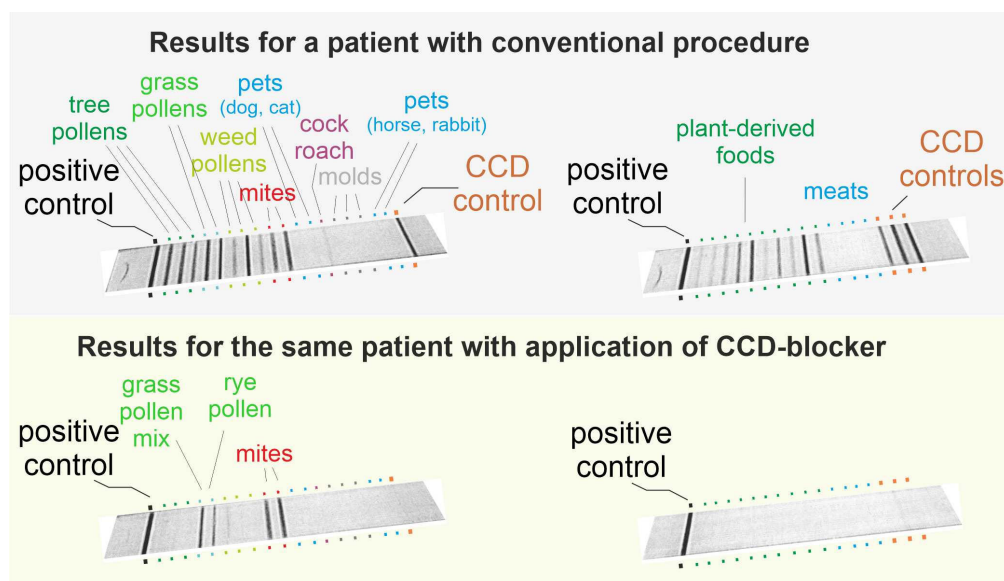 Results for a patient with conventional procedure
tree
pollens
grass
pollens
weed
pollens
pets
(dog, cat)
mites
cock
roach
molds
pets
(horse, rabbit)
positive
control
CCD
control
positive
control
plant-derived
foods
meats
CCD
controls
Results for the same patient with application of CCD-blocker
positive
control
grass
pollen
mix
rye
pollen
mites
positive
control